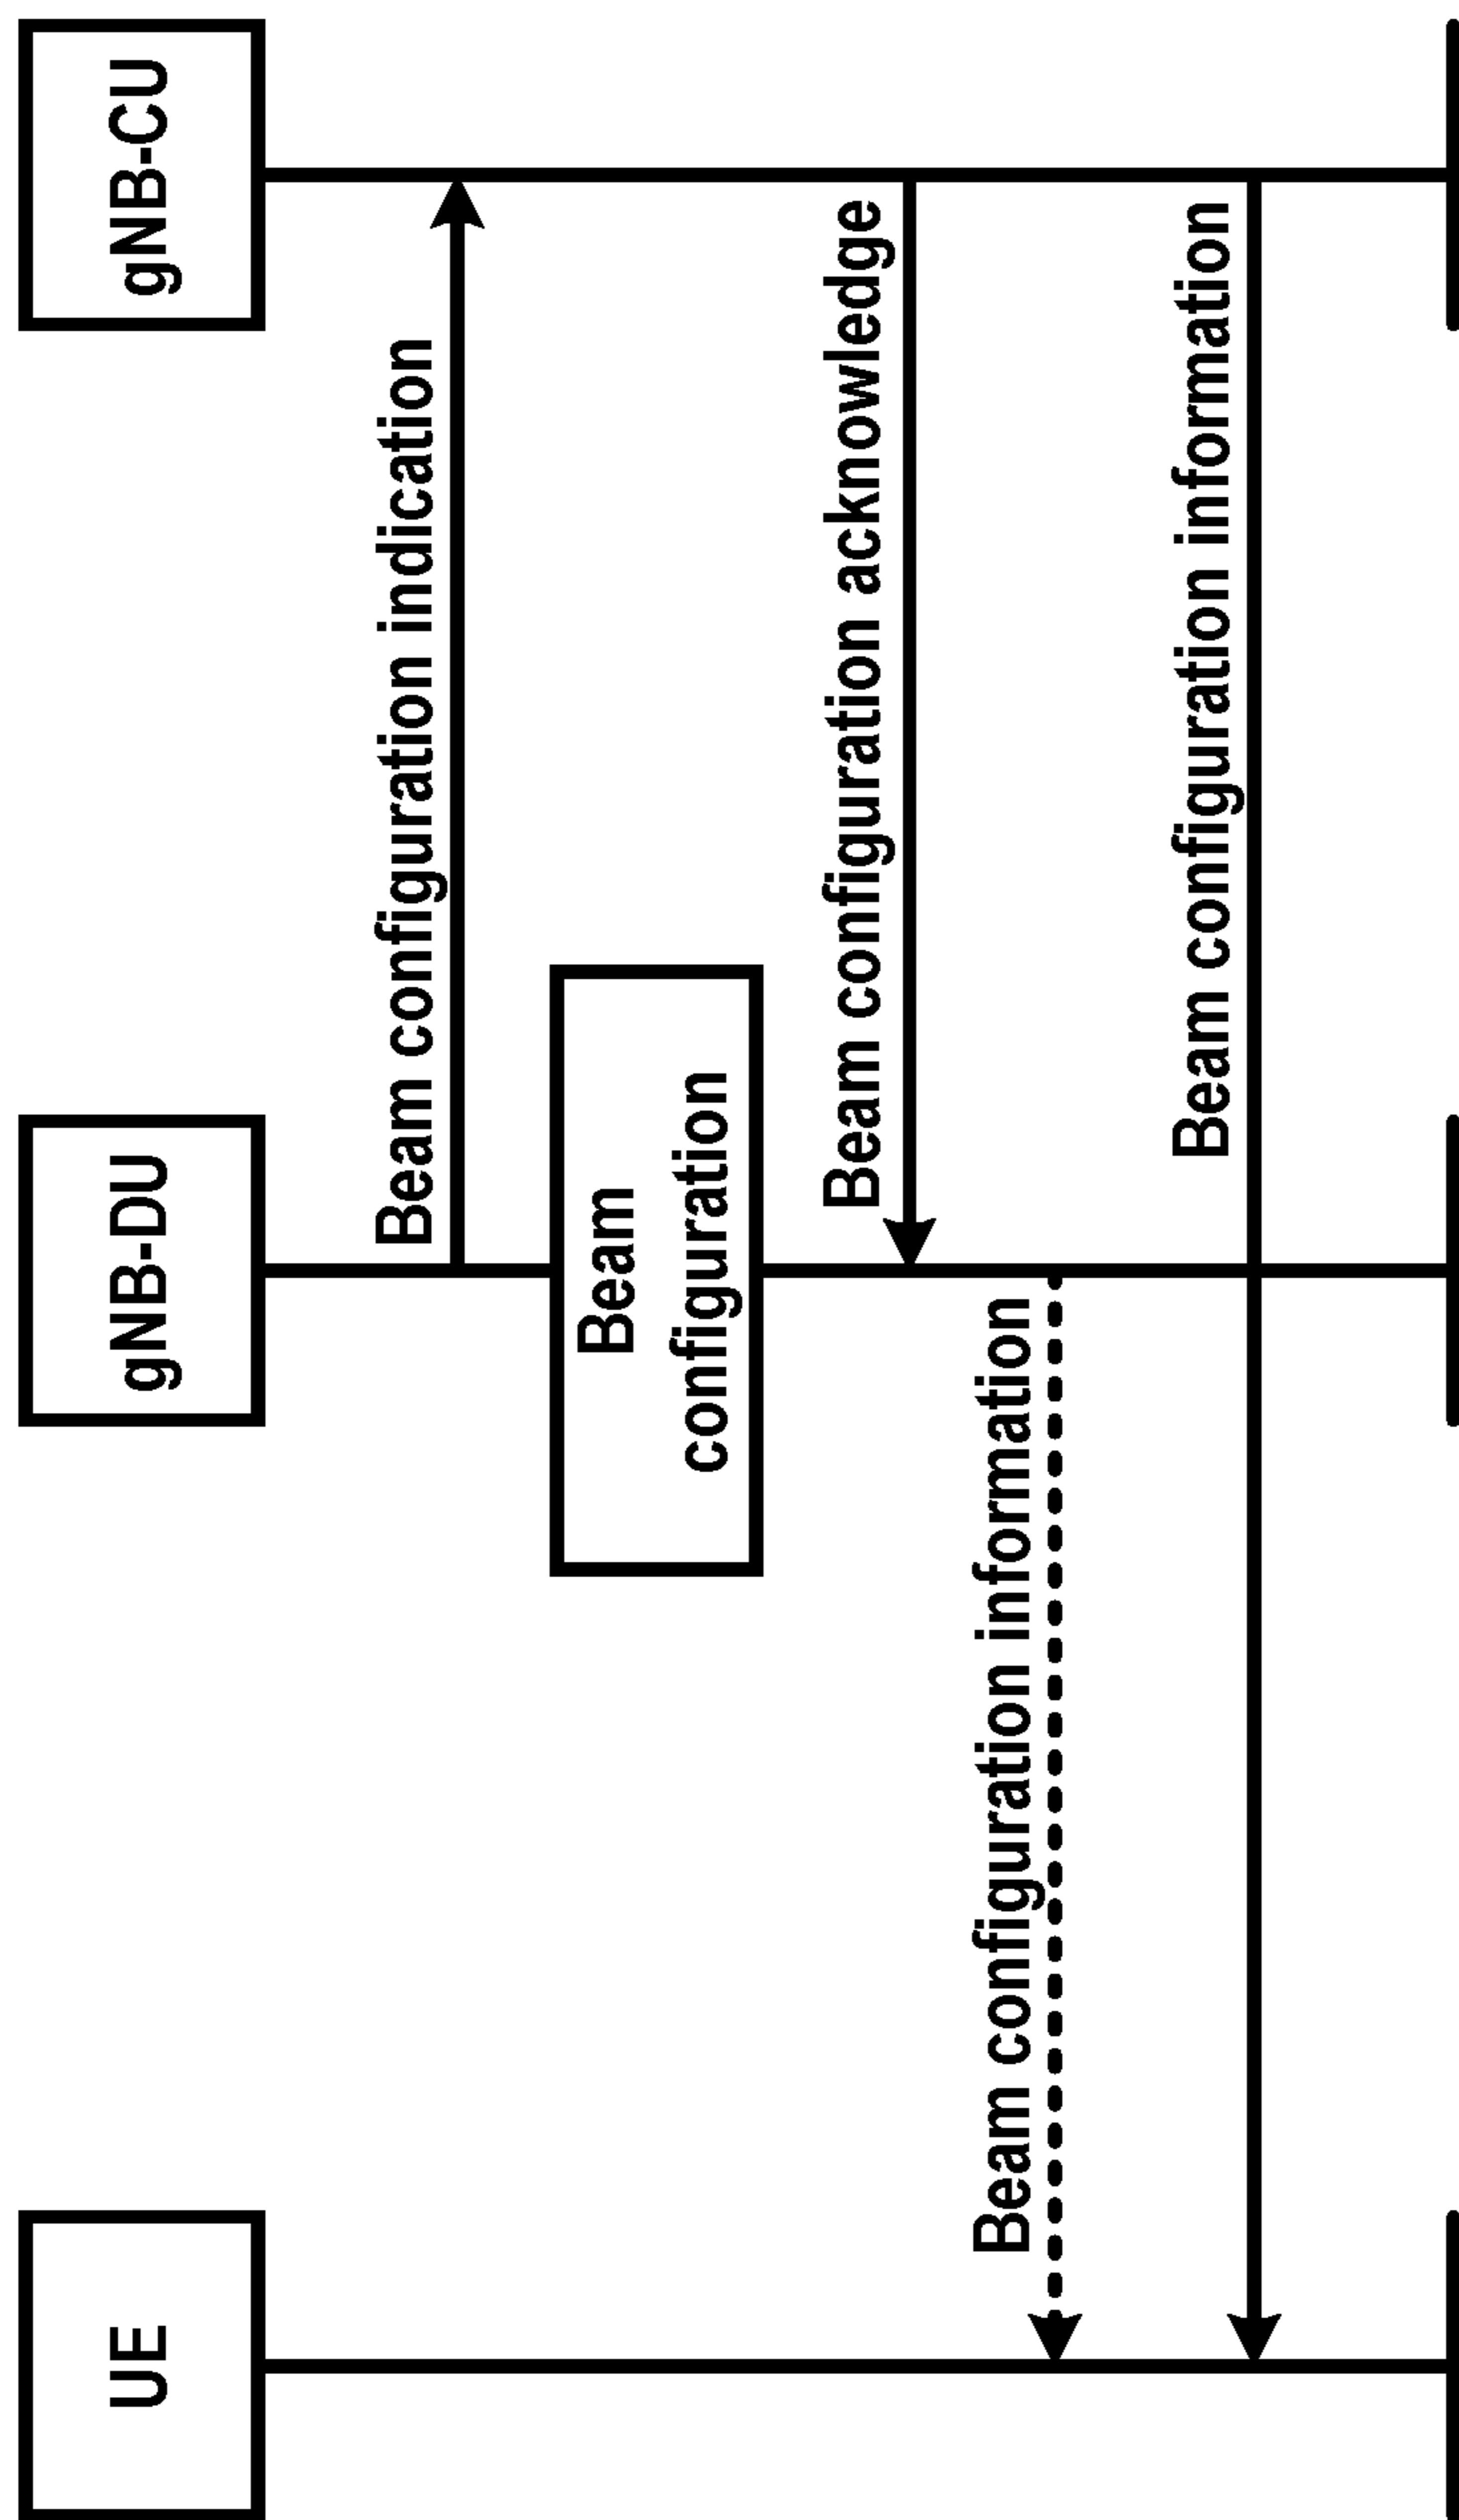 UE
gNB-DU
gNB-CU
Beam configuration indication
Beam
configuration
Beam configuration acknowledge
Beam configuration information
Beam configuration information